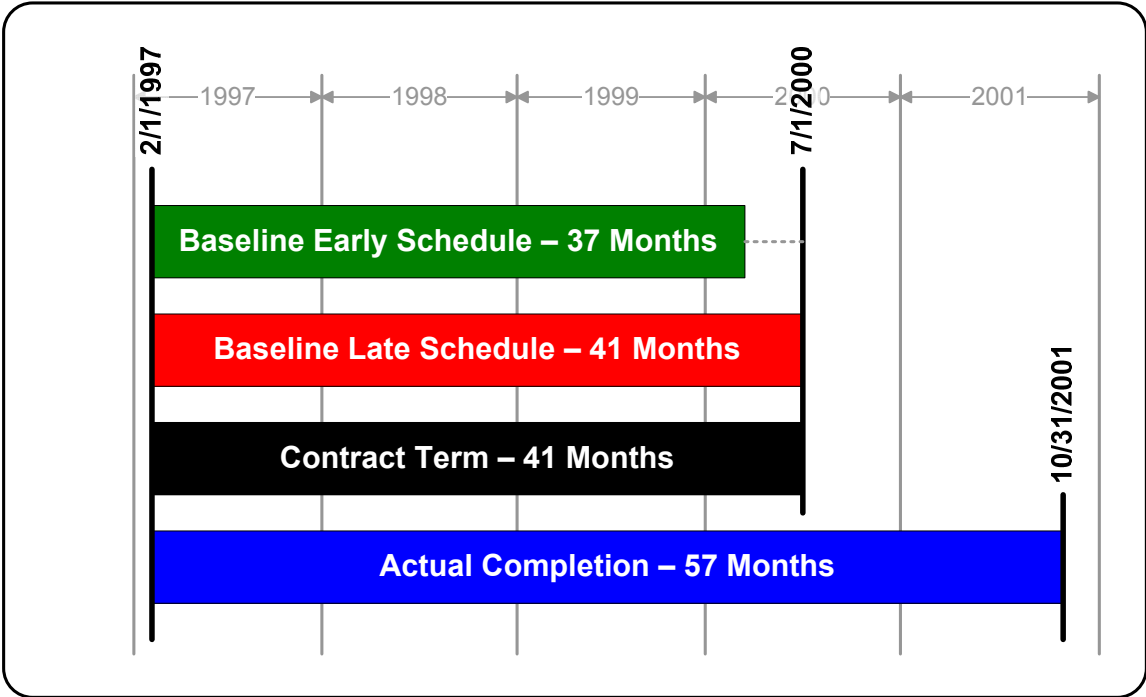 2/1/1997
7/1/2000
1997
1998
1999
2000
2001
Baseline Early Schedule – 37 Months
Baseline Late Schedule – 41 Months
10/31/2001
Contract Term – 41 Months
Actual Completion – 57 Months